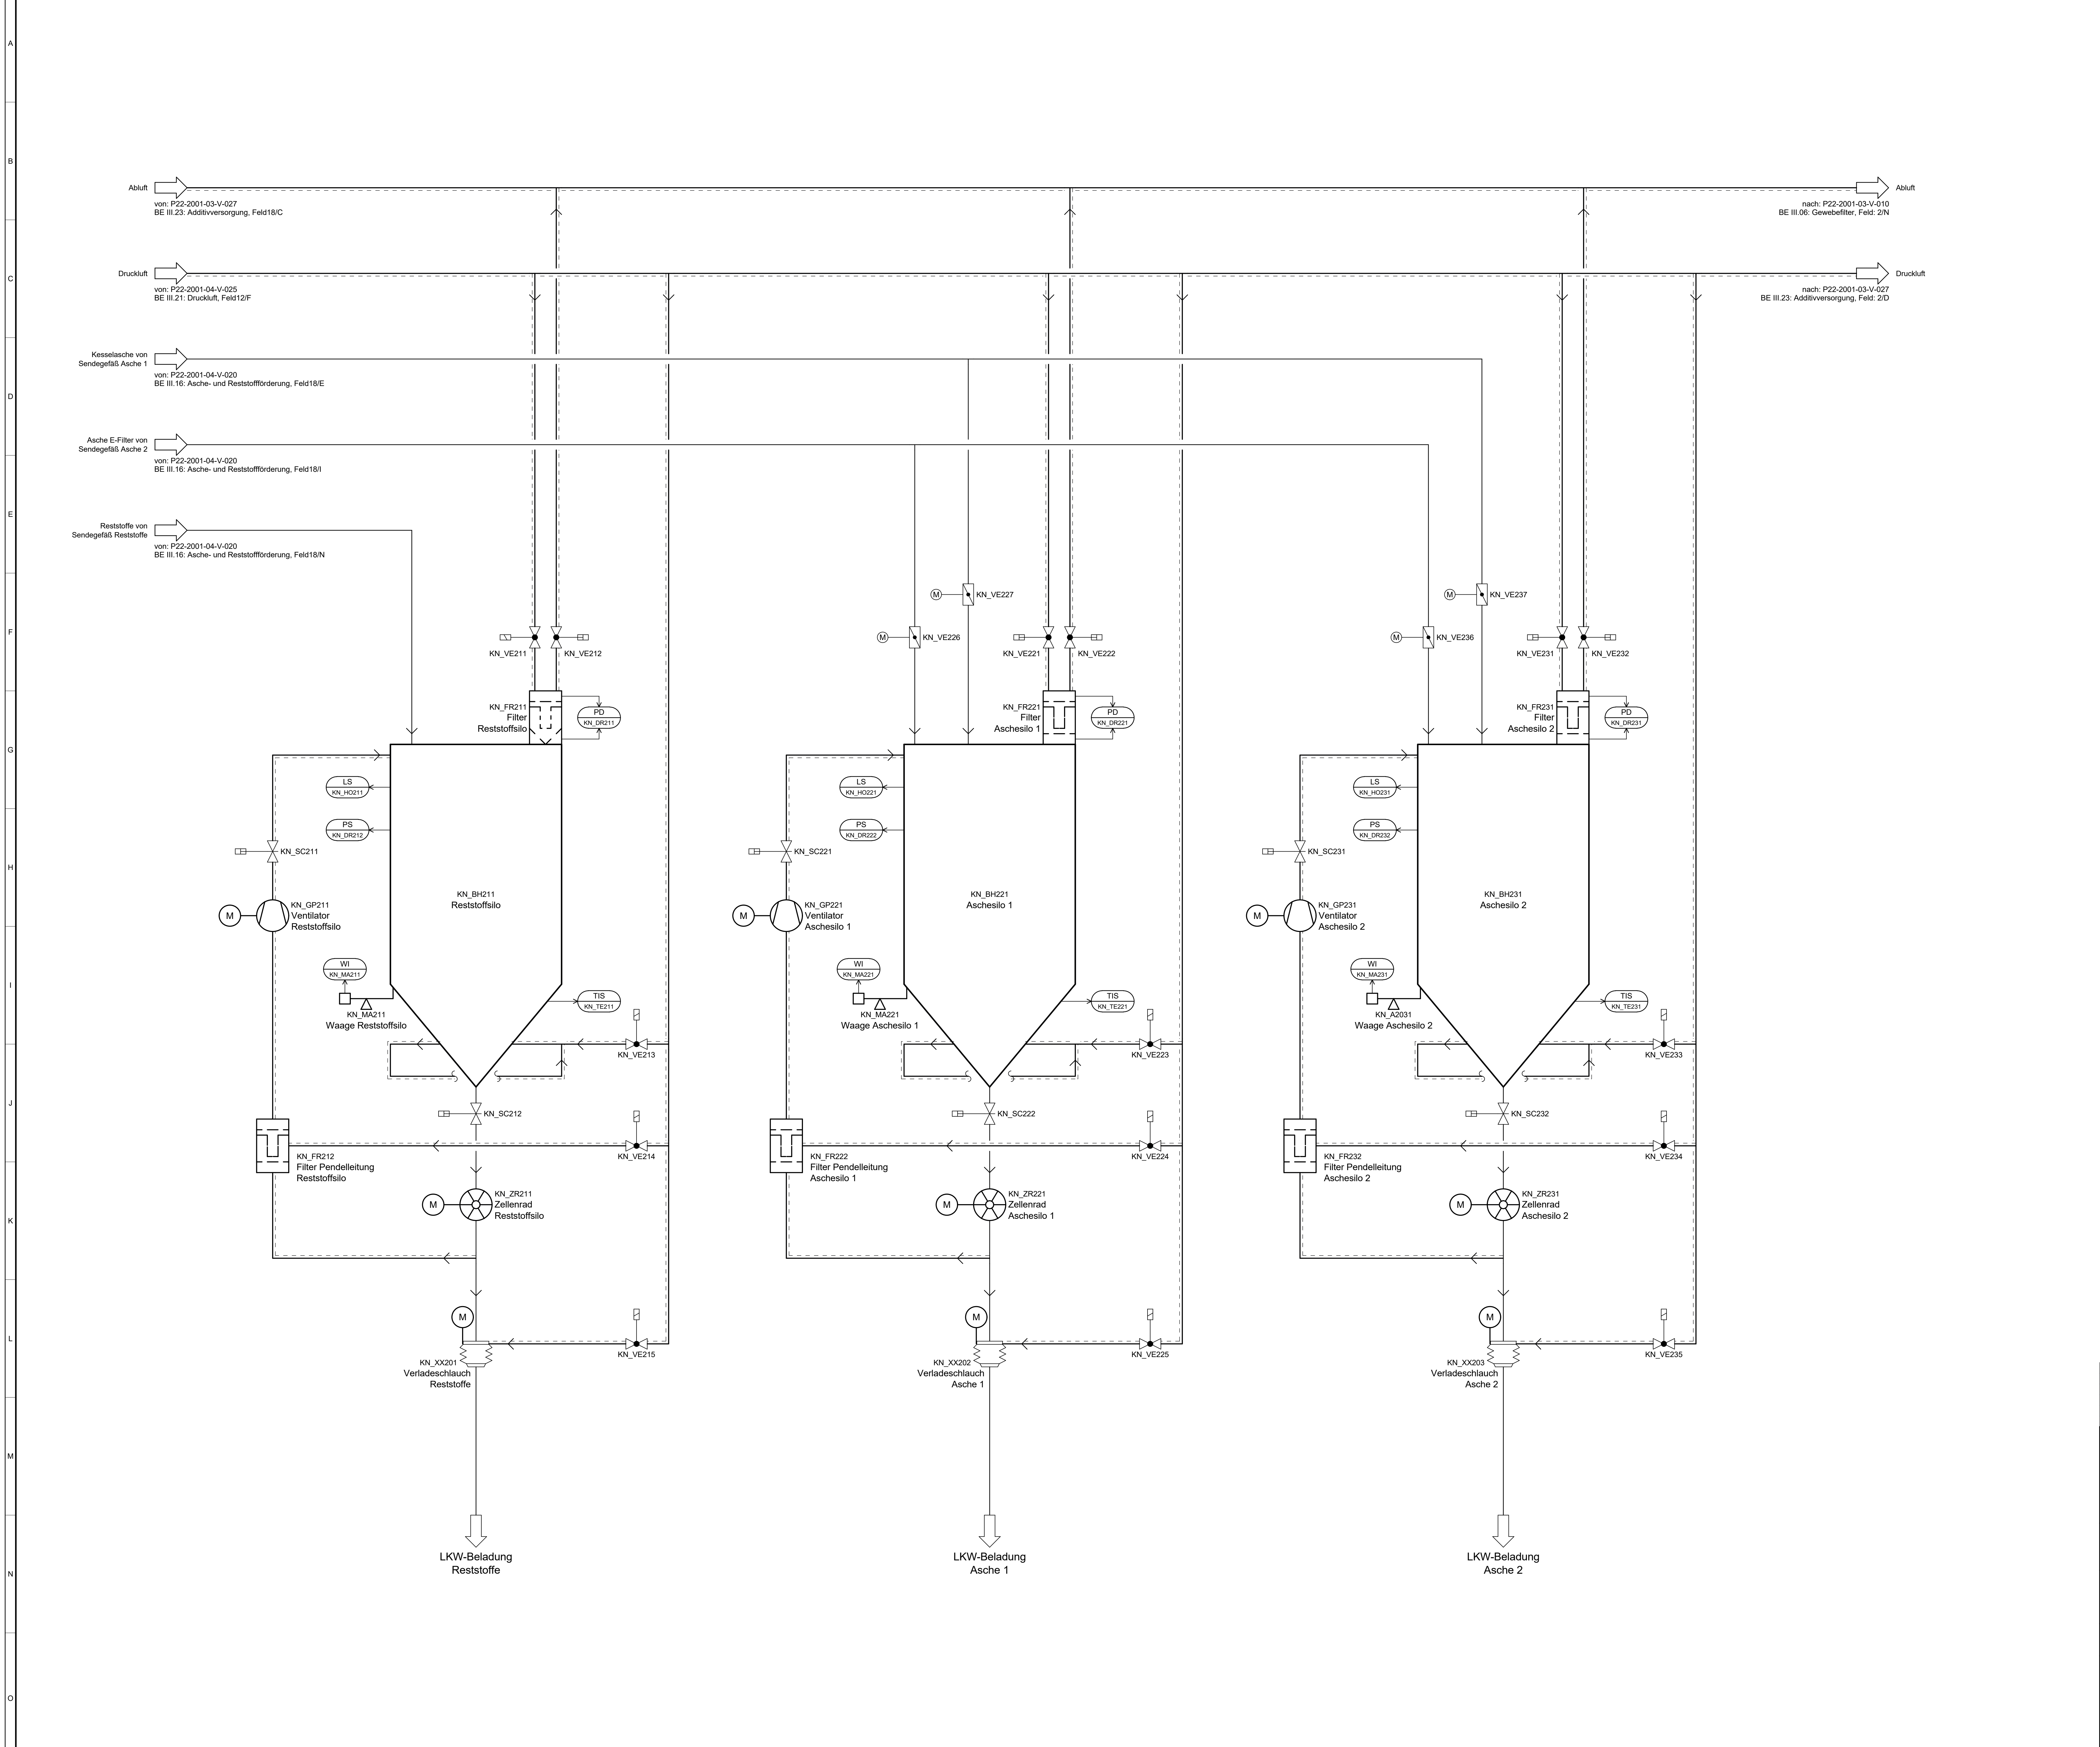 A
B
C
D
E
F
G
H
I
J
K
L
M
N
O
Abluft
von: P22-2001-03-V-027
BE III.23: Additivversorgung, Feld18/C
Abluft
nach: P22-2001-03-V-010
BE III.06: Gewebefilter, Feld: 2/N
Druckluft
von: P22-2001-04-V-025
BE III.21: Druckluft, Feld12/F
Druckluft
nach: P22-2001-03-V-027
BE III.23: Additivversorgung, Feld: 2/D
Kesselasche von
Sendegefäß Asche 1
von: P22-2001-04-V-020
BE III.16: Asche- und Reststoffförderung, Feld18/E
Asche E-Filter von
Sendegefäß Asche 2
von: P22-2001-04-V-020
BE III.16: Asche- und Reststoffförderung, Feld18/I
Reststoffe von
Sendegefäß Reststoffe
von: P22-2001-04-V-020
BE III.16: Asche- und Reststoffförderung, Feld18/N
KN_VE211
KN_VE212
KN_FR211
Filter
Reststoffsilo
PD
KN_DR211
LS
KN_HO211
PS
KN_DR212
KN_SC211
M
KN_GP211
Ventilator
Reststoffsilo
KN_BH211
Reststoffsilo
WI
KN_MA211
KN_MA211
Waage Reststoffsilo
TIS
KN_TE211
KN_VE213
KN_SC212
KN_VE214
KN_FR212
Filter Pendelleitung
Reststoffsilo
M
KN_ZR211
Zellenrad
Reststoffsilo
M
KN_VE215
KN_XX201
Verladeschlauch
Reststoffe
LKW-Beladung
Reststoffe
M
KN_VE227
M
KN_VE226
KN_VE221
KN_VE222
KN_FR221
Filter
Aschesilo 1
PD
KN_DR221
LS
KN_HO221
PS
KN_DR222
KN_SC221
M
KN_GP221
Ventilator
Aschesilo 1
KN_BH221
Aschesilo 1
WI
KN_MA221
KN_MA221
Waage Aschesilo 1
TIS
KN_TE221
KN_VE223
KN_SC222
KN_VE224
KN_FR222
Filter Pendelleitung
Aschesilo 1
M
KN_ZR221
Zellenrad
Aschesilo 1
M
KN_VE225
KN_XX202
Verladeschlauch
Asche 1
LKW-Beladung
Asche 1
M
KN_VE237
M
KN_VE236
KN_VE231
KN_VE232
KN_FR231
Filter
Aschesilo 2
PD
KN_DR231
LS
KN_HO231
PS
KN_DR232
KN_SC231
M
KN_GP231
Ventilator
Aschesilo 2
KN_BH231
Aschesilo 2
WI
KN_MA231
KN_A2031
Waage Aschesilo 2
TIS
KN_TE231
KN_VE233
KN_SC232
KN_VE234
KN_FR232
Filter Pendelleitung
Aschesilo 2
M
KN_ZR231
Zellenrad
Aschesilo 2
M
KN_VE235
KN_XX203
Verladeschlauch
Asche 2
LKW-Beladung
Asche 2